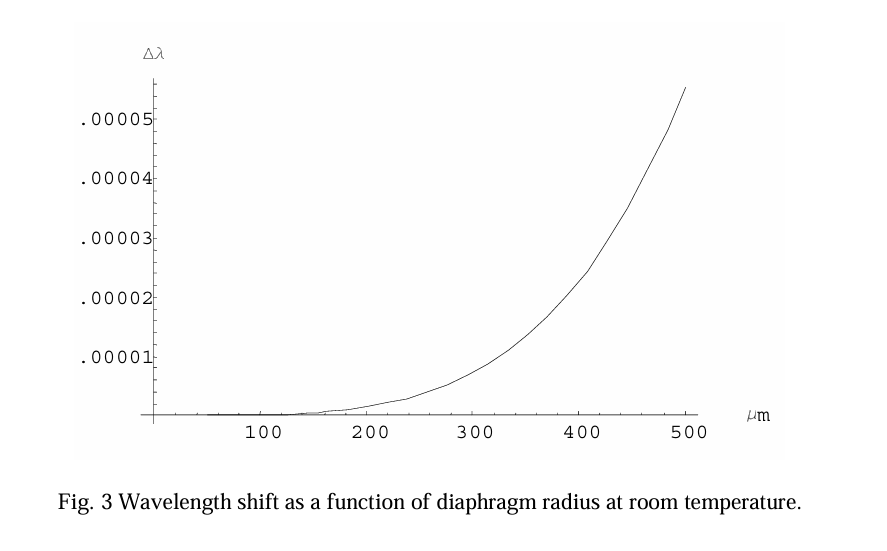 Δλ
.00005
.00004
.00003
.00002
.00001
100 200 300 400 500
μm
Fig. 3 Wavelength shift as a function of diaphragm radius at room temperature.